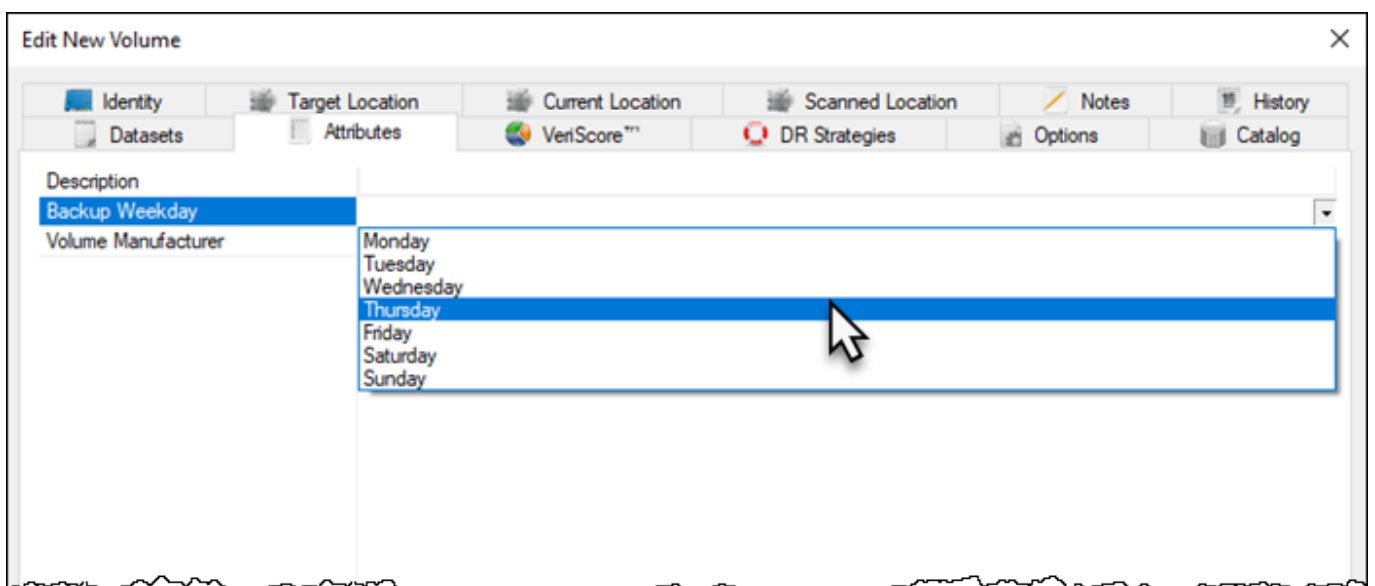 Edit New Volume
Identity Target Location Current Location Scanned Location Notes History
Datasets Attributes VeriScore™ DR Strategies Options Catalog
Description
Backup Weekday
Volume Manufacturer
Monday
Tuesday
Wednesday
Thursday
Friday
Saturday
Sunday